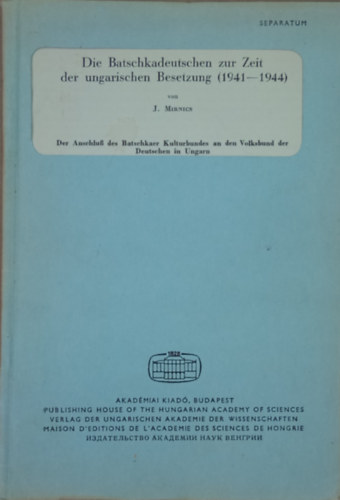 SEPARATUM
Die Batschkadeutschen zur Zeit
der ungarischen Besetzung (1941—1944)
von
J. Mirnics
Der Anschluß des Batschkaer Kulturbundes an den Volksbund der
Deutschen in Ungarn
1828
AKADÉMIAI KIADÓ, BUDAPEST
PUBLISHING HOUSE OF THE HUNGARIAN ACADEMY OF SCIENCES
VERLAG DER UNGARISCHEN AKADEMIE DER WISSENSCHAFTEN
MAISON D'EDITIONS DE L'ACADEMIE DES SCIENCES DE HONGRIE
ИЗДАТЕЛЬСТВО АКАДЕМИИ НАУК ВЕНГРИИ